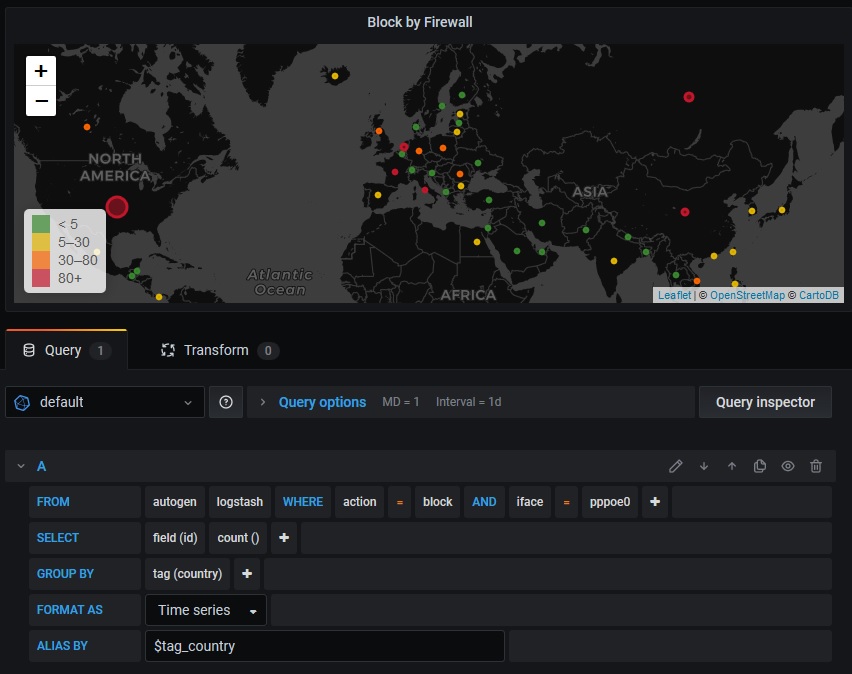 Block by Firewall
+
−
NORTH
AMERICA
ASIA
< 5
5–30
30–80
80+
Atlantic
Ocean
AFRICA
Leaflet | © OpenStreetMap © CartoDB
Query 1 Transform 0
default Query options MD = 1 Interval = 1d Query inspector
A
FROM autogen logstash WHERE action = block AND iface = pppoe0 +
SELECT field (id) count () +
GROUP BY tag (country) +
FORMAT AS Time series
ALIAS BY $tag_country